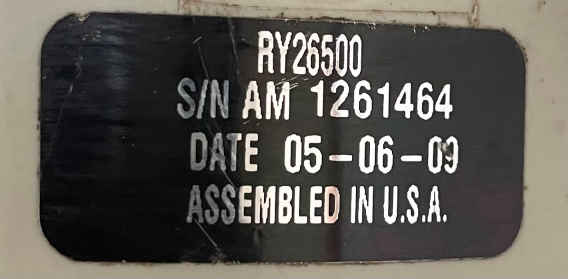 RY26500
S/N AM 1261464
DATE 05-06-09
ASSEMBLED IN U.S.A.